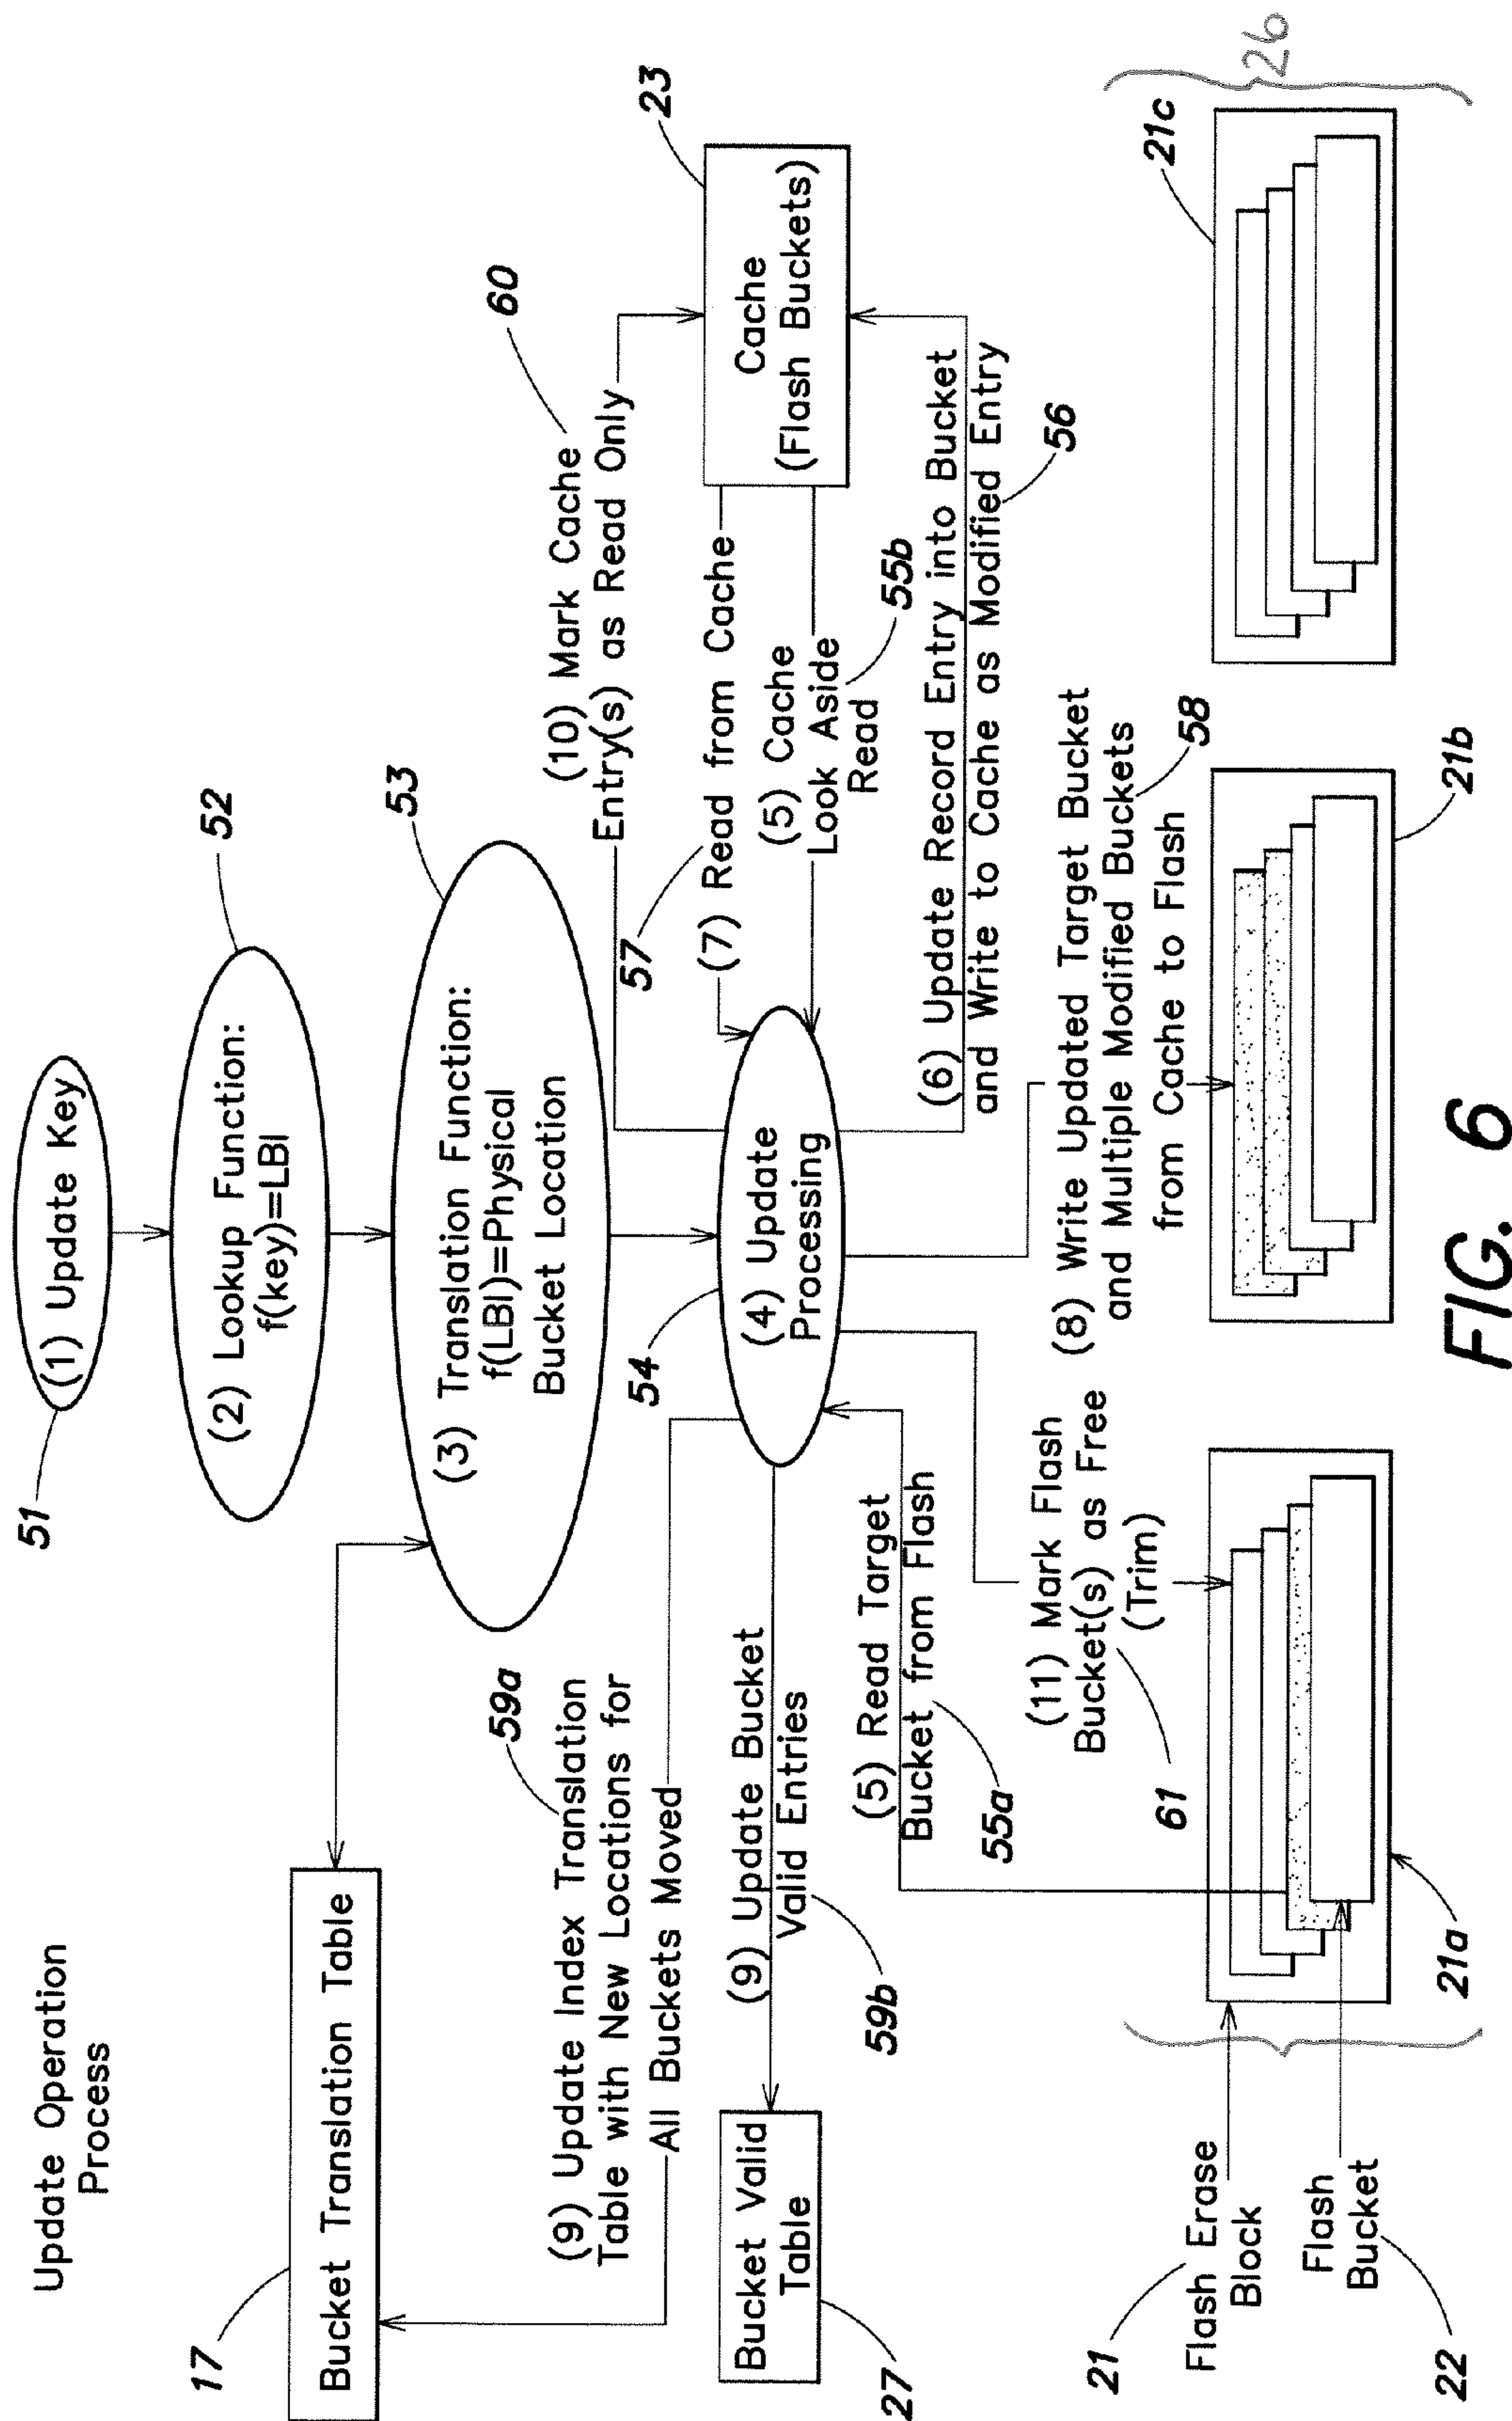 Update Operation
Process
51
(1) Update Key
52
(2) Lookup Function:
f(key)=LBI
53
(3) Translation Function:
f(LBI)=Physical
Bucket Location
17
Bucket Translation Table
59a
(9) Update Index Translation
Table with New Locations for
All Buckets Moved
54
(4) Update
Processing
60
(10) Mark Cache
Entry(s) as Read Only
57
(7) Read from Cache
(5) Cache
Look Aside
Read
55b
23
Cache
(Flash Buckets)
(6) Update Record Entry into Bucket
and Write to Cache as Modified Entry
56
Bucket Valid
Table
27
(9) Update Bucket
Valid Entries
59b
(5) Read Target
Bucket from Flash
55a
(11) Mark Flash
Bucket(s) as Free
(Trim)
61
(8) Write Updated Target Bucket
and Multiple Modified Buckets
from Cache to Flash
58
21
Flash Erase
Block
22
Flash
Bucket
21a
21b
21c
26
FIG. 6